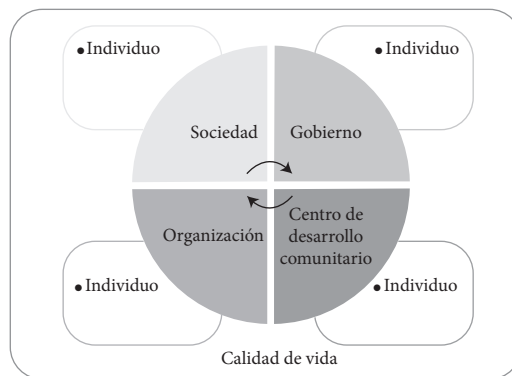 • Individuo
• Individuo
Sociedad
Gobierno
Organización
Centro de
desarrollo
comunitario
• Individuo
• Individuo
Calidad de vida